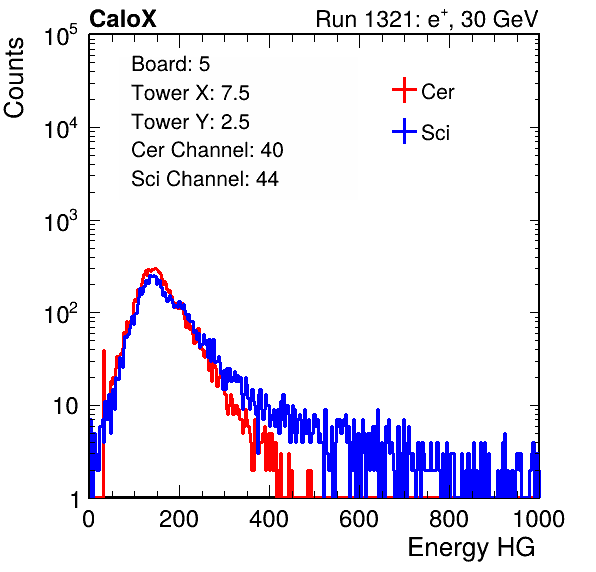 CaloX Run 1321: e+, 30 GeV
Board: 5
Tower X: 7.5
Tower Y: 2.5
Cer Channel: 40
Sci Channel: 44
Cer
Sci
Counts
10^5
10^4
10^3
10^2
10
1
0 200 400 600 800 1000
Energy HG